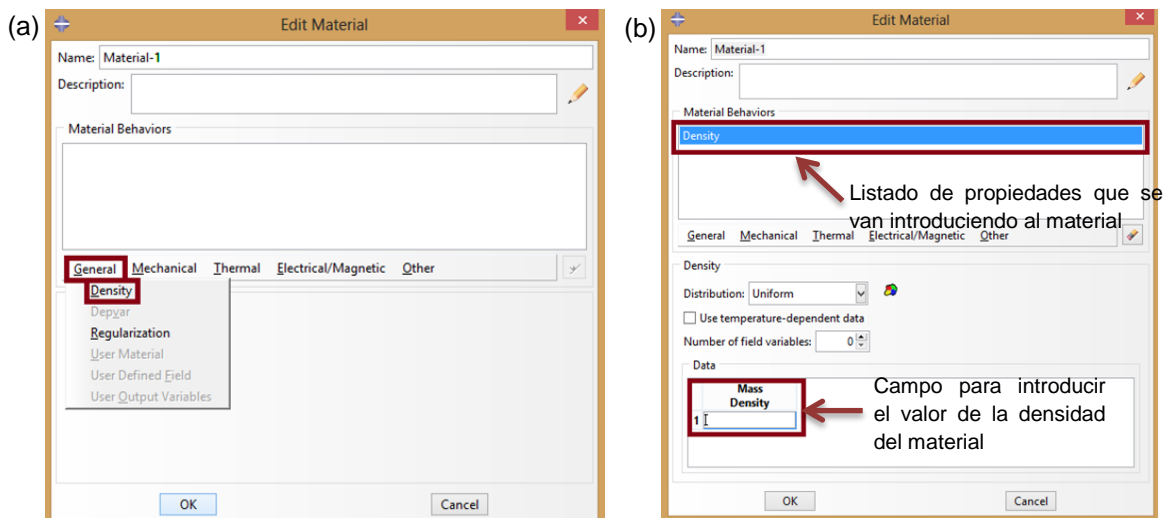 (a)
Edit Material
Name: Material-1
Description:
Material Behaviors
General Mechanical Thermal Electrical/Magnetic Other
Density
Depvar
Regularization
User Material
User Defined Field
User Output Variables
OK Cancel
(b)
Edit Material
Name: Material-1
Description:
Material Behaviors
Density
Listado de propiedades que se
van introduciendo al material
General Mechanical Thermal Electrical/Magnetic Other
Density
Distribution: Uniform
Use temperature-dependent data
Number of field variables: 0
Data
Mass
Density
1
Campo para introducir
el valor de la densidad
del material
OK Cancel